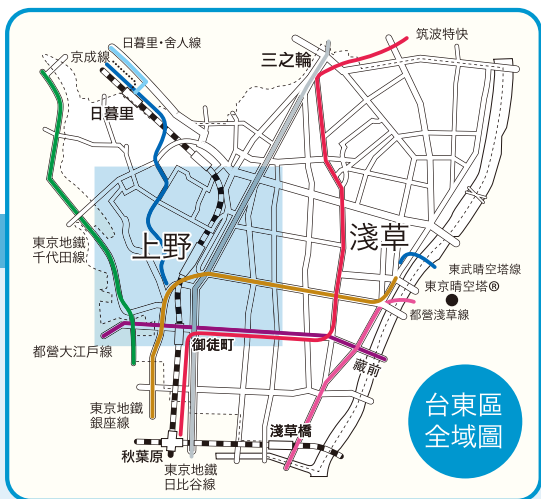 日暮里・舍人線
筑波特快
京成線
三之輪
日暮里
上野
淺草
東京地鐵
千代田線
東武晴空塔線
東京晴空塔®
都營淺草線
都營大江戶線
御徒町
藏前
台東區
全域圖
東京地鐵
銀座線
淺草橋
秋葉原
東京地鐵
日比谷線